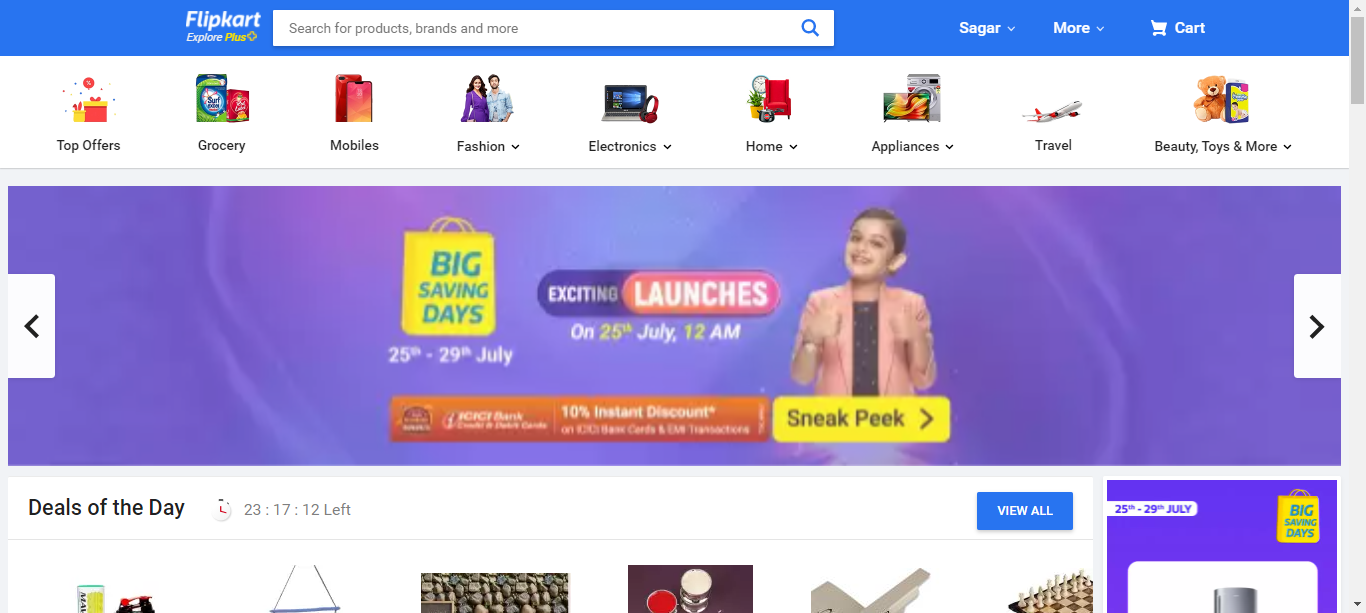 Flipkart
Explore Plus
Search for products, brands and more
Sagar
More
Cart
Top Offers
Grocery
Mobiles
Fashion
Electronics
Home
Appliances
Travel
Beauty, Toys & More
BIG
SAVING
DAYS
25th - 29th July
EXCITING LAUNCHES
On 25th July, 12 AM
ICICI Bank
Credit & Debit Cards
10% Instant Discount*
on ICICI Bank Cards & EMI Transactions
Sneak Peek
Deals of the Day
23 : 17 : 12 Left
VIEW ALL
25th - 29th JULY
BIG
SAVING
DAYS